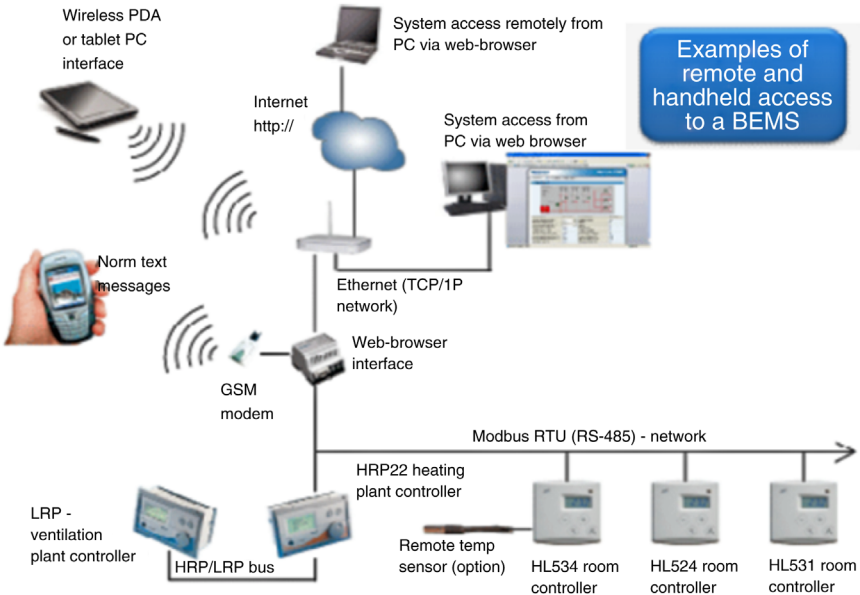 Wireless PDA
or tablet PC
interface
System access remotely from
PC via web-browser
Examples of
remote and
handheld access
to a BEMS
Internet
http://
System access from
PC via web browser
Norm text
messages
Ethernet (TCP/1P
network)
Web-browser
interface
GSM
modem
Modbus RTU (RS-485) - network
HRP22 heating
plant controller
LRP -
ventilation
plant controller
HRP/LRP bus
Remote temp
sensor (option)
HL534 room
controller
HL524 room
controller
HL531 room
controller